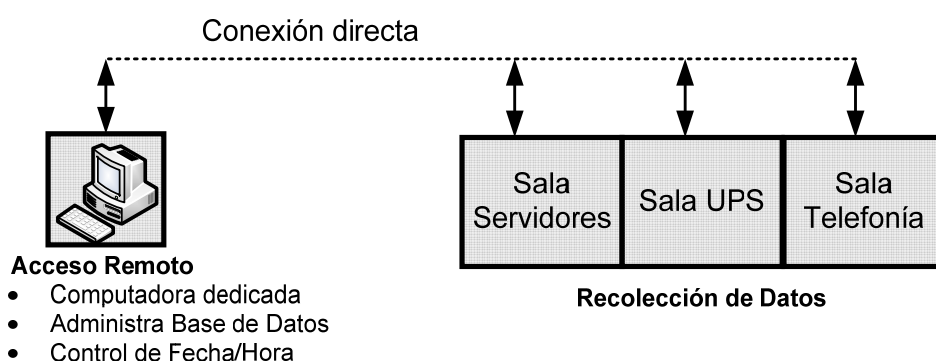 Conexión directa
Sala Servidores
Sala UPS
Sala Telefonía
Acceso Remoto
• Computadora dedicada
• Administra Base de Datos
• Control de Fecha/Hora
Recolección de Datos